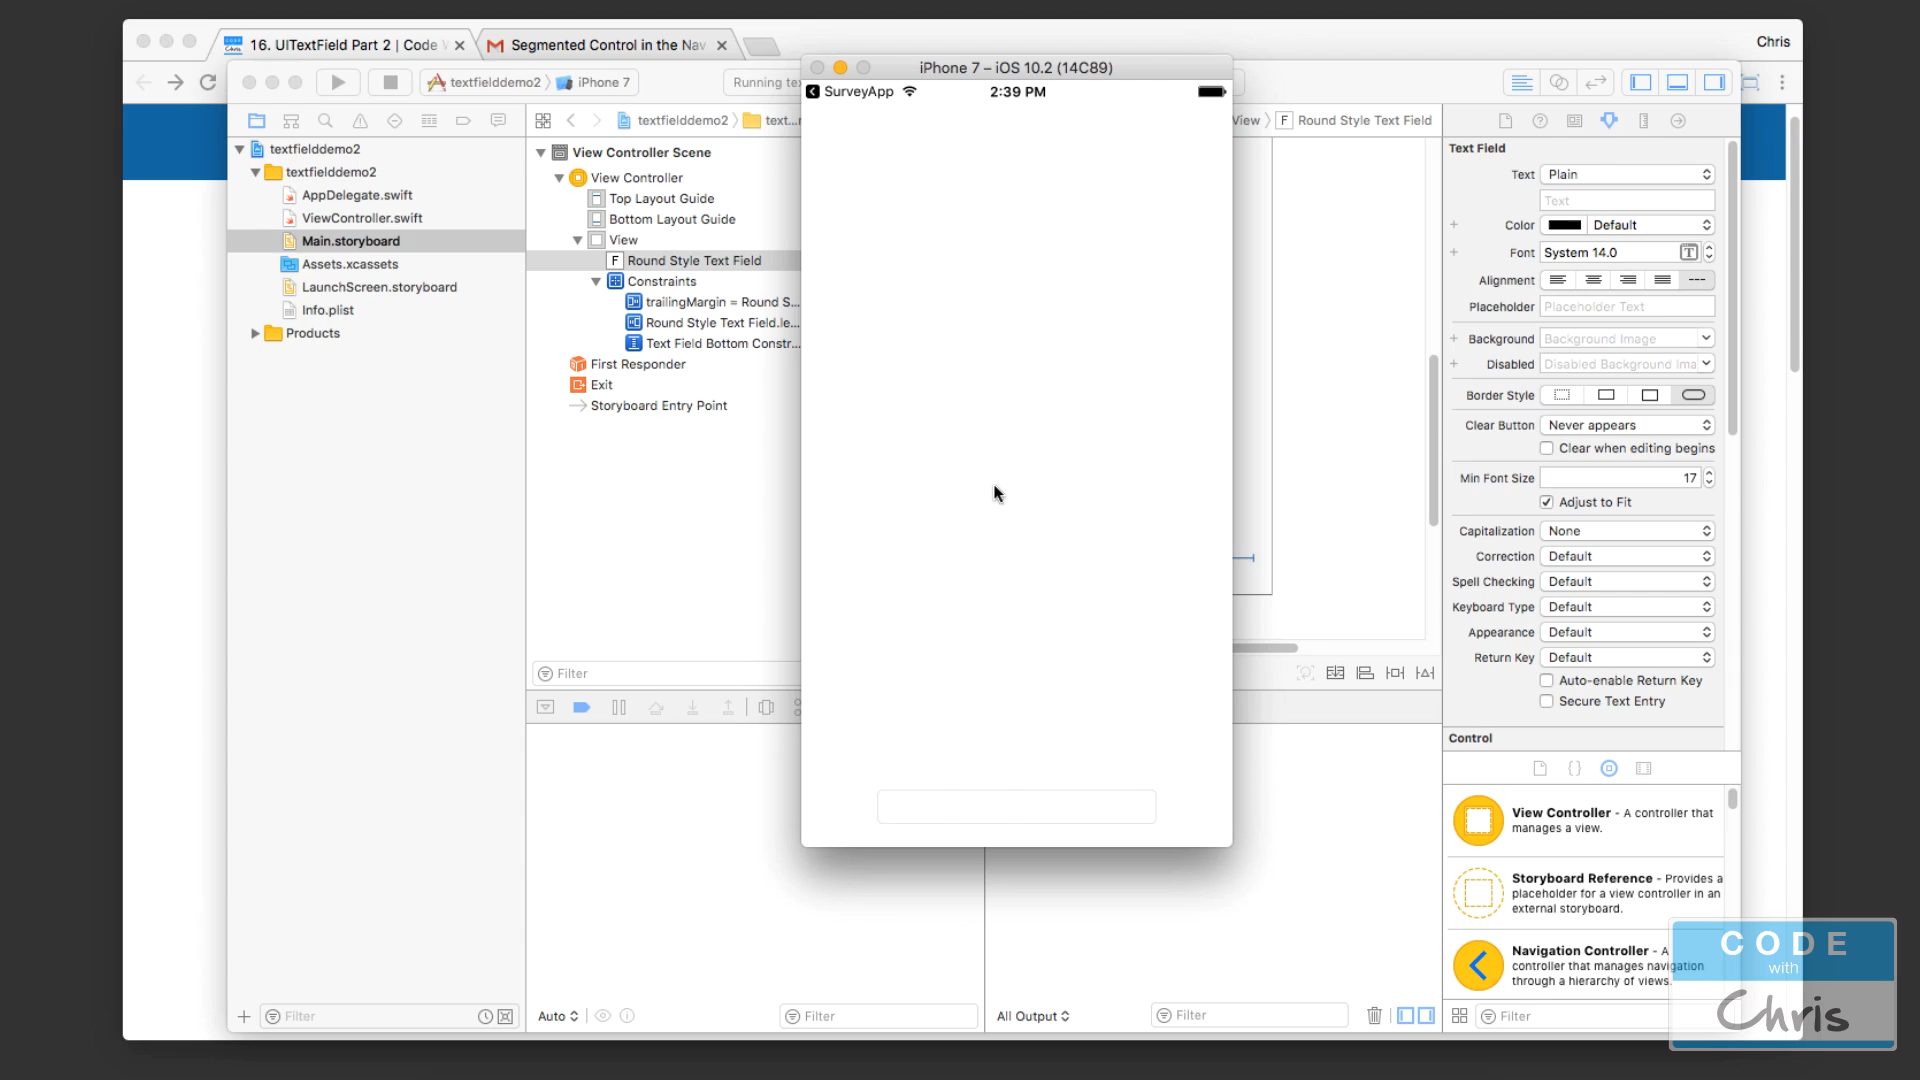 16. UITextField Part 2 | Code
Segmented Control in the Nav
Chris
textfielddemo2
iPhone 7
Running te
iPhone 7 – iOS 10.2 (14C89)
SurveyApp
2:39 PM
textfielddemo2
text...r
View
F
Round Style Text Field
textfielddemo2
textfielddemo2
AppDelegate.swift
ViewController.swift
Main.storyboard
Assets.xcassets
LaunchScreen.storyboard
Info.plist
Products
View Controller Scene
View Controller
Top Layout Guide
Bottom Layout Guide
View
F Round Style Text Field
Constraints
trailingMargin = Round S...
Round Style Text Field.le...
Text Field Bottom Constr...
First Responder
Exit
Storyboard Entry Point
Filter
Text Field
Text Plain
Text
Color Default
Font System 14.0 T
Alignment
Placeholder Placeholder Text
Background Background Image
Disabled Disabled Background Ima
Border Style
Clear Button Never appears
Clear when editing begins
Min Font Size 17
Adjust to Fit
Capitalization None
Correction Default
Spell Checking Default
Keyboard Type Default
Appearance Default
Return Key Default
Auto-enable Return Key
Secure Text Entry
Control
View Controller - A controller that
manages a view.
Storyboard Reference - Provides a
placeholder for a view controller in an
external storyboard.
Navigation Controller - A
controller that manages navigation
through a hierarchy of views.
Filter
Auto
Filter
All Output
Filter
Filter
CODE
with
Chris